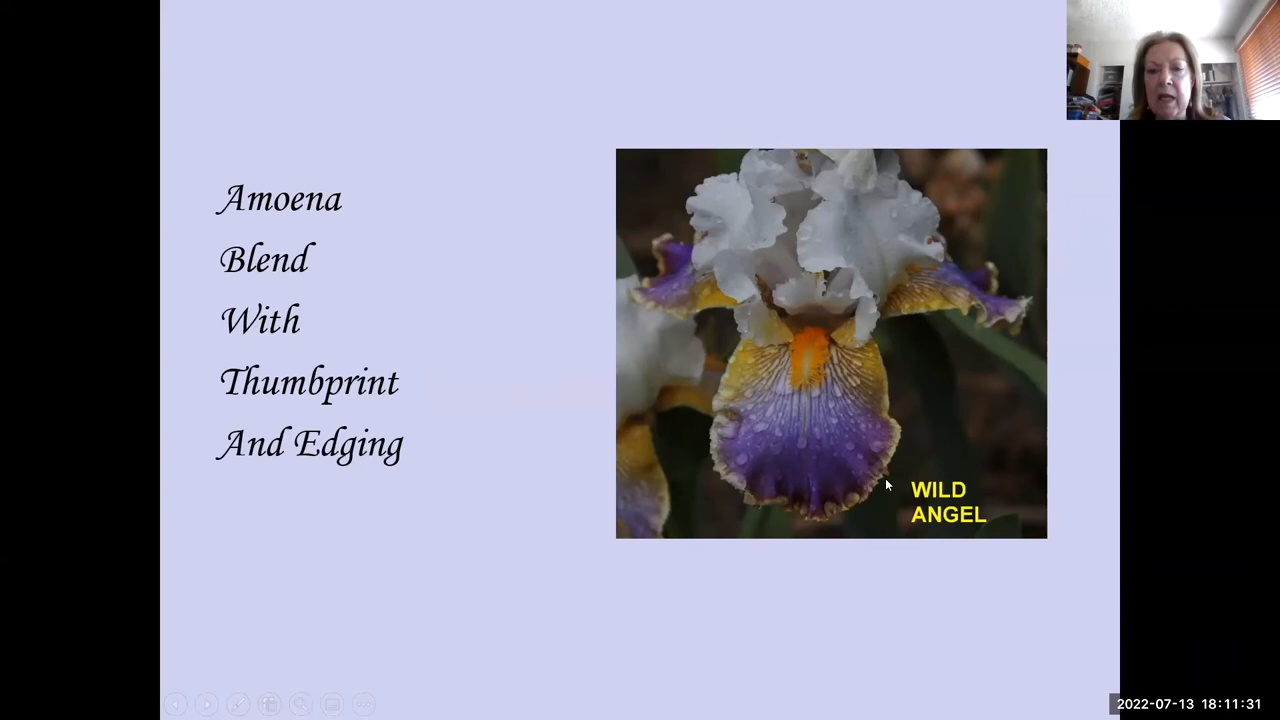 Amoena
Blend
With
Thumbprint
And Edging
WILD
ANGEL
2022-07-13 18:11:31